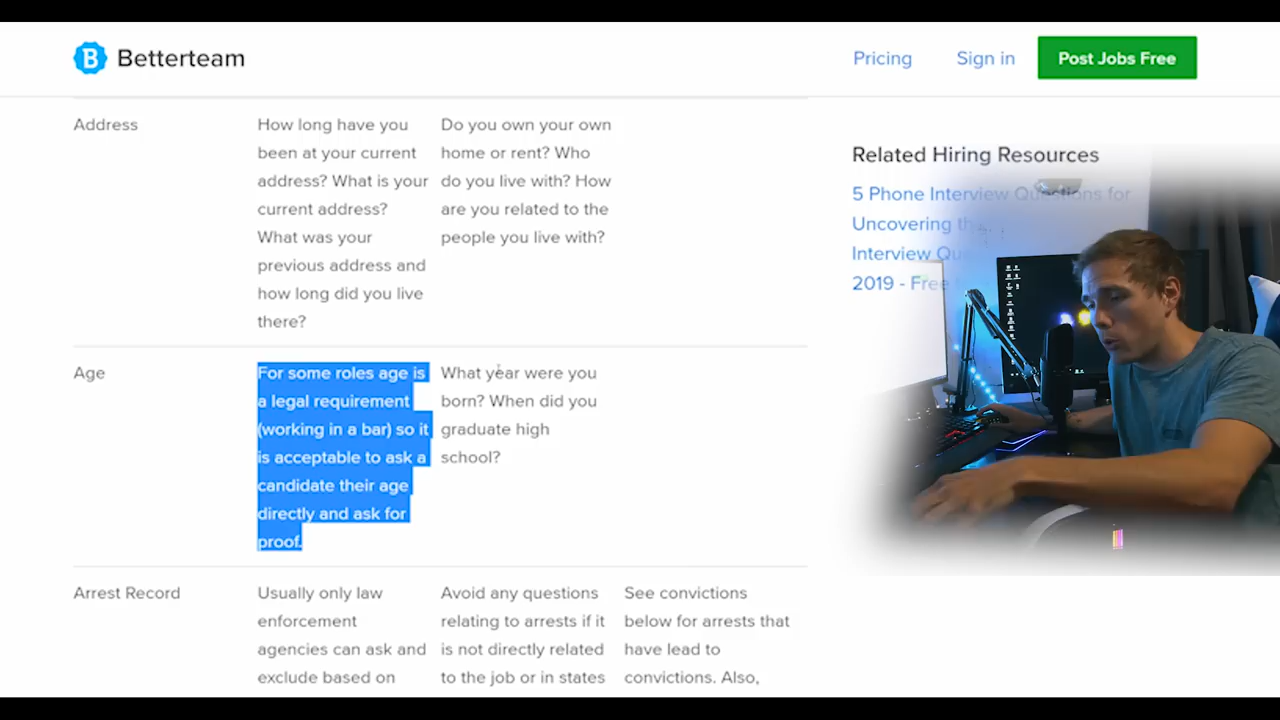 Betterteam
Pricing
Sign in
Post Jobs Free
Address
How long have you
been at your current
address? What is your
current address?
What was your
previous address and
how long did you live
there?
Do you own your own
home or rent? Who
do you live with? How
are you related to the
people you live with?
Age
For some roles age is
a legal requirement
(working in a bar) so it
is acceptable to ask a
candidate their age
directly and ask for
proof.
What year were you
born? When did you
graduate high
school?
Arrest Record
Usually only law
enforcement
agencies can ask and
exclude based on
Avoid any questions
relating to arrests if it
is not directly related
to the job or in states
See convictions
below for arrests that
have lead to
convictions. Also,
Related Hiring Resources
5 Phone Interview Questions for
Uncovering
Interview
2019 - Free